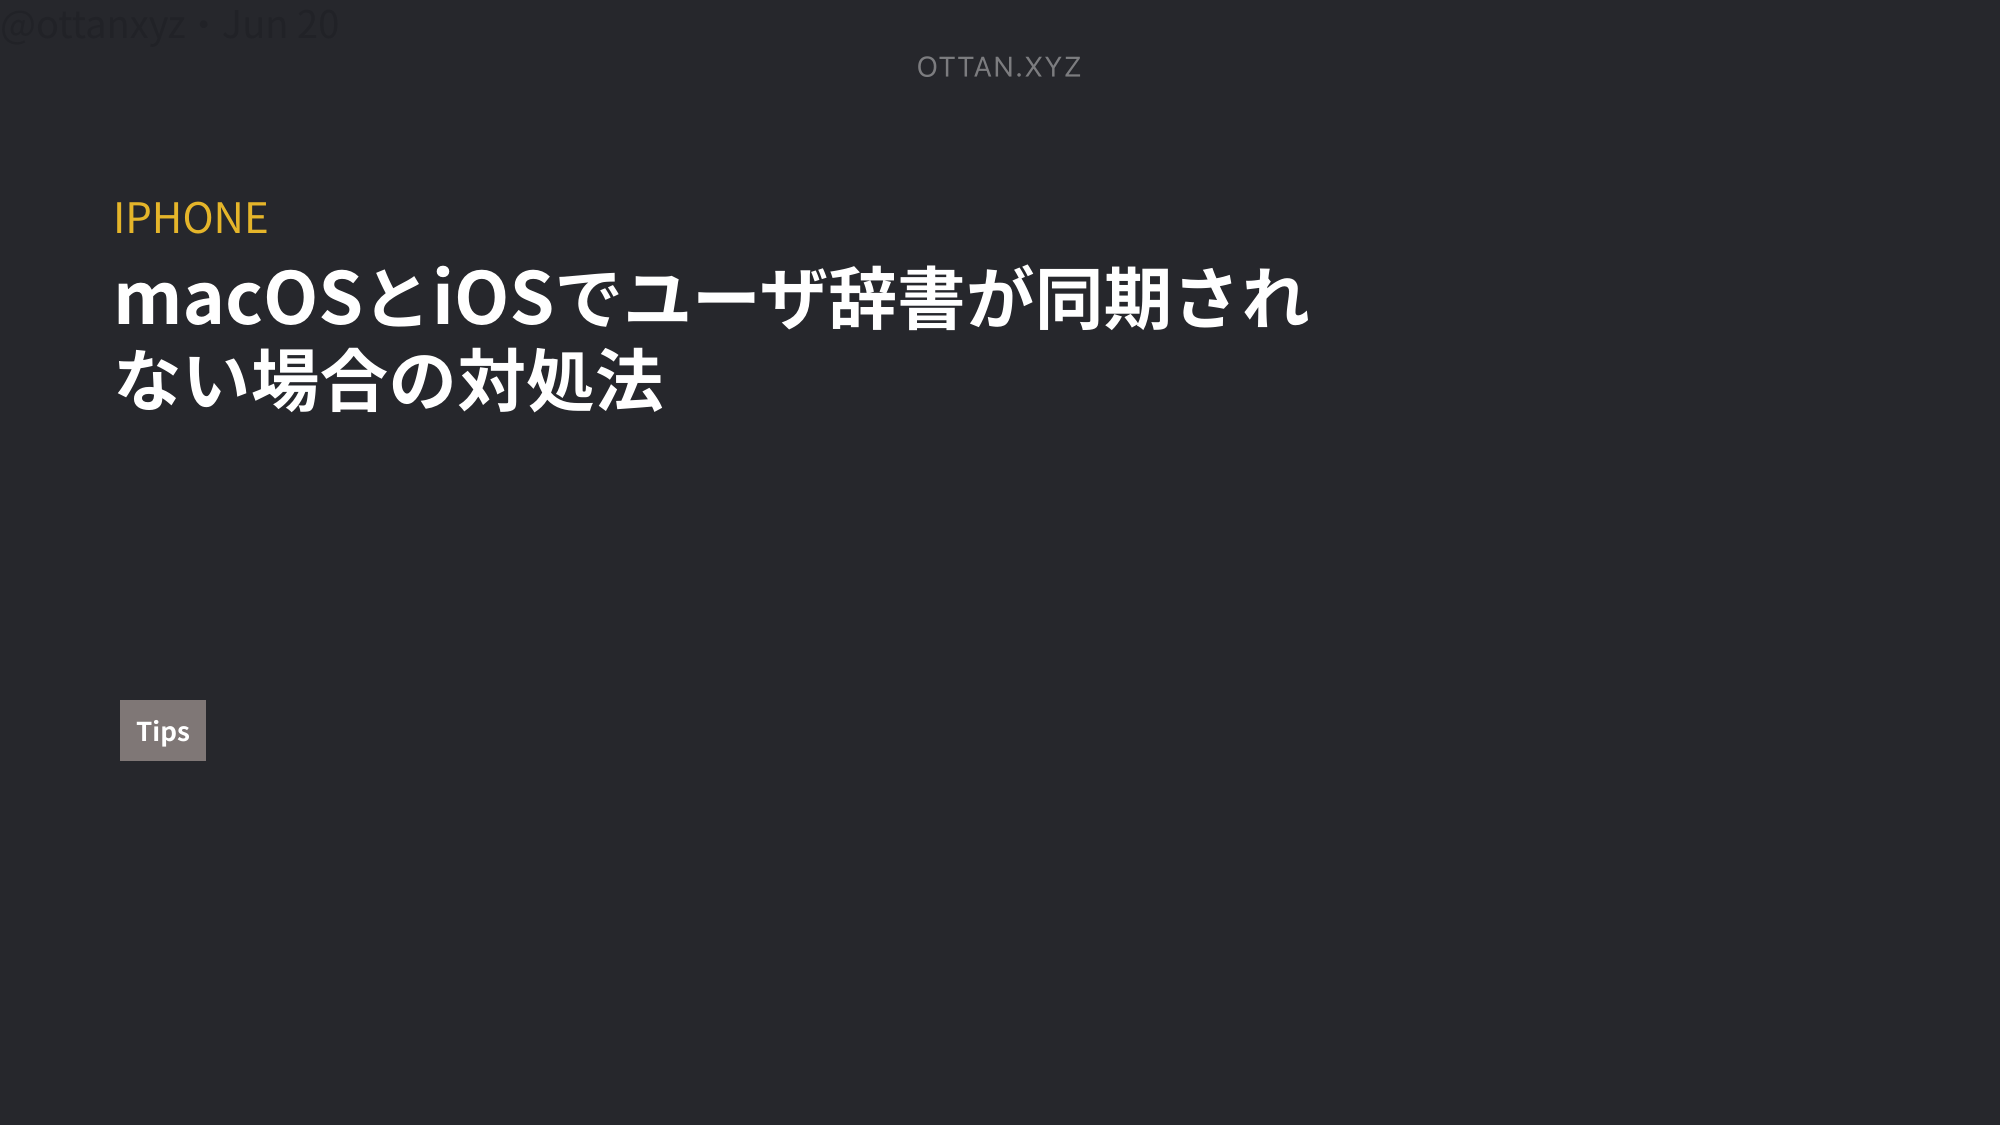 @ottanxyz・Jun 20
OTTAN.XYZ
IPHONE
macOSとiOSでユーザ辞書が同期され
ない場合の対処法
Tips